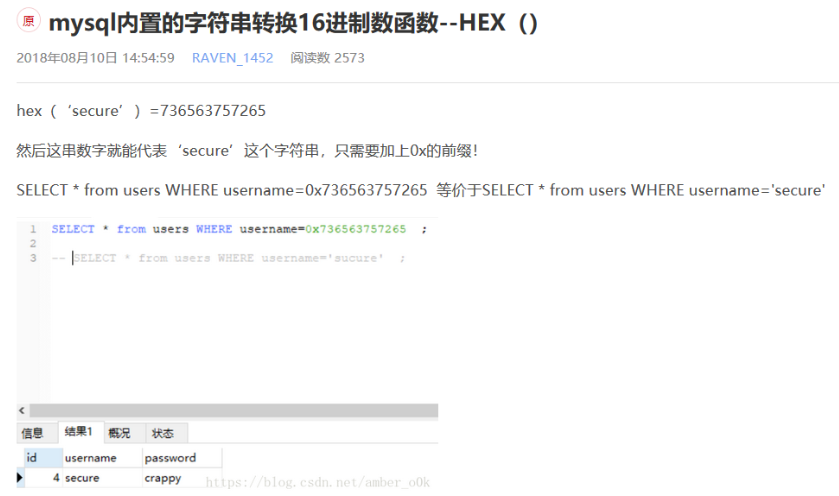 原 mysql内置的字符串转换16进制数函数--HEX（）
2018年08月10日 14:54:59 RAVEN_1452 阅读数 2573
hex（‘secure’）=736563757265
然后这串数字就能代表‘secure’这个字符串，只需要加上0x的前缀！
SELECT * from users WHERE username=0x736563757265 等价于SELECT * from users WHERE username='secure'
1 SELECT * from users WHERE username=0x736563757265 ;
2
3 -- SELECT * from users WHERE username='sucure' ;
信息 结果1 概况 状态
id username password
4 secure crappy
https://blog.csdn.net/amber_o0k